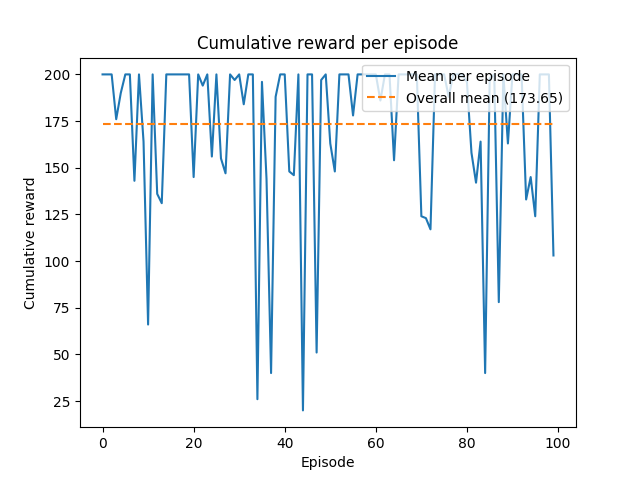 Cumulative reward per episode
Mean per episode
Overall mean (173.65)
Cumulative reward
200
175
150
125
100
75
50
25
0
20
40
60
80
100
Episode